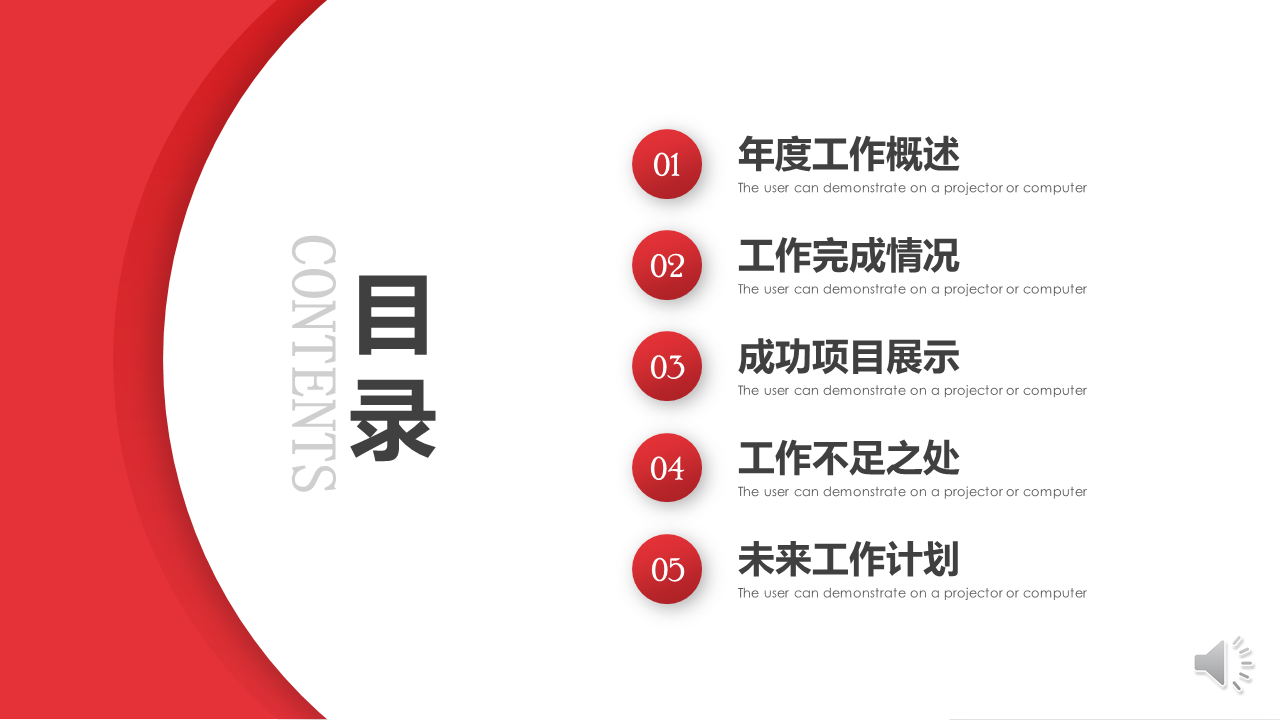 CONTENTS
目录
01
年度工作概述
The user can demonstrate on a projector or computer
02
工作完成情况
The user can demonstrate on a projector or computer
03
成功项目展示
The user can demonstrate on a projector or computer
04
工作不足之处
The user can demonstrate on a projector or computer
05
未来工作计划
The user can demonstrate on a projector or computer